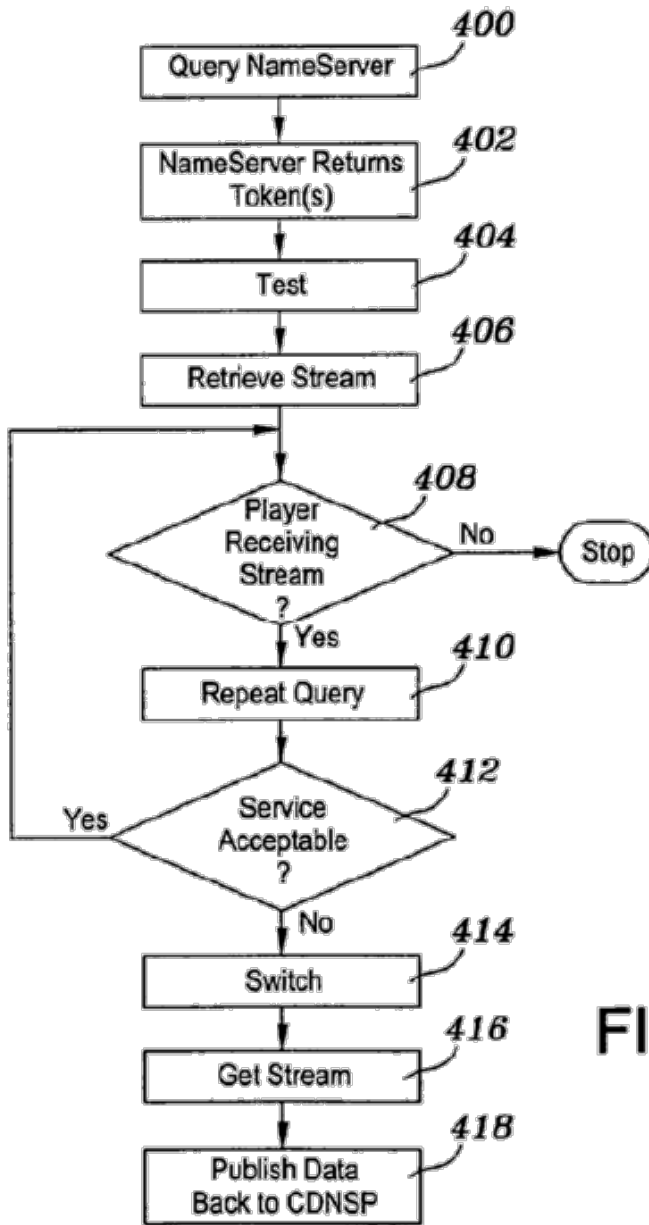 400
Query NameServer
402
NameServer Returns
Token(s)
404
Test
406
Retrieve Stream
408
Player
Receiving
Stream
?
No
Stop
Yes
410
Repeat Query
412
Service
Acceptable
?
Yes
No
414
Switch
416
Get Stream
FI
418
Publish Data
Back to CDNSP